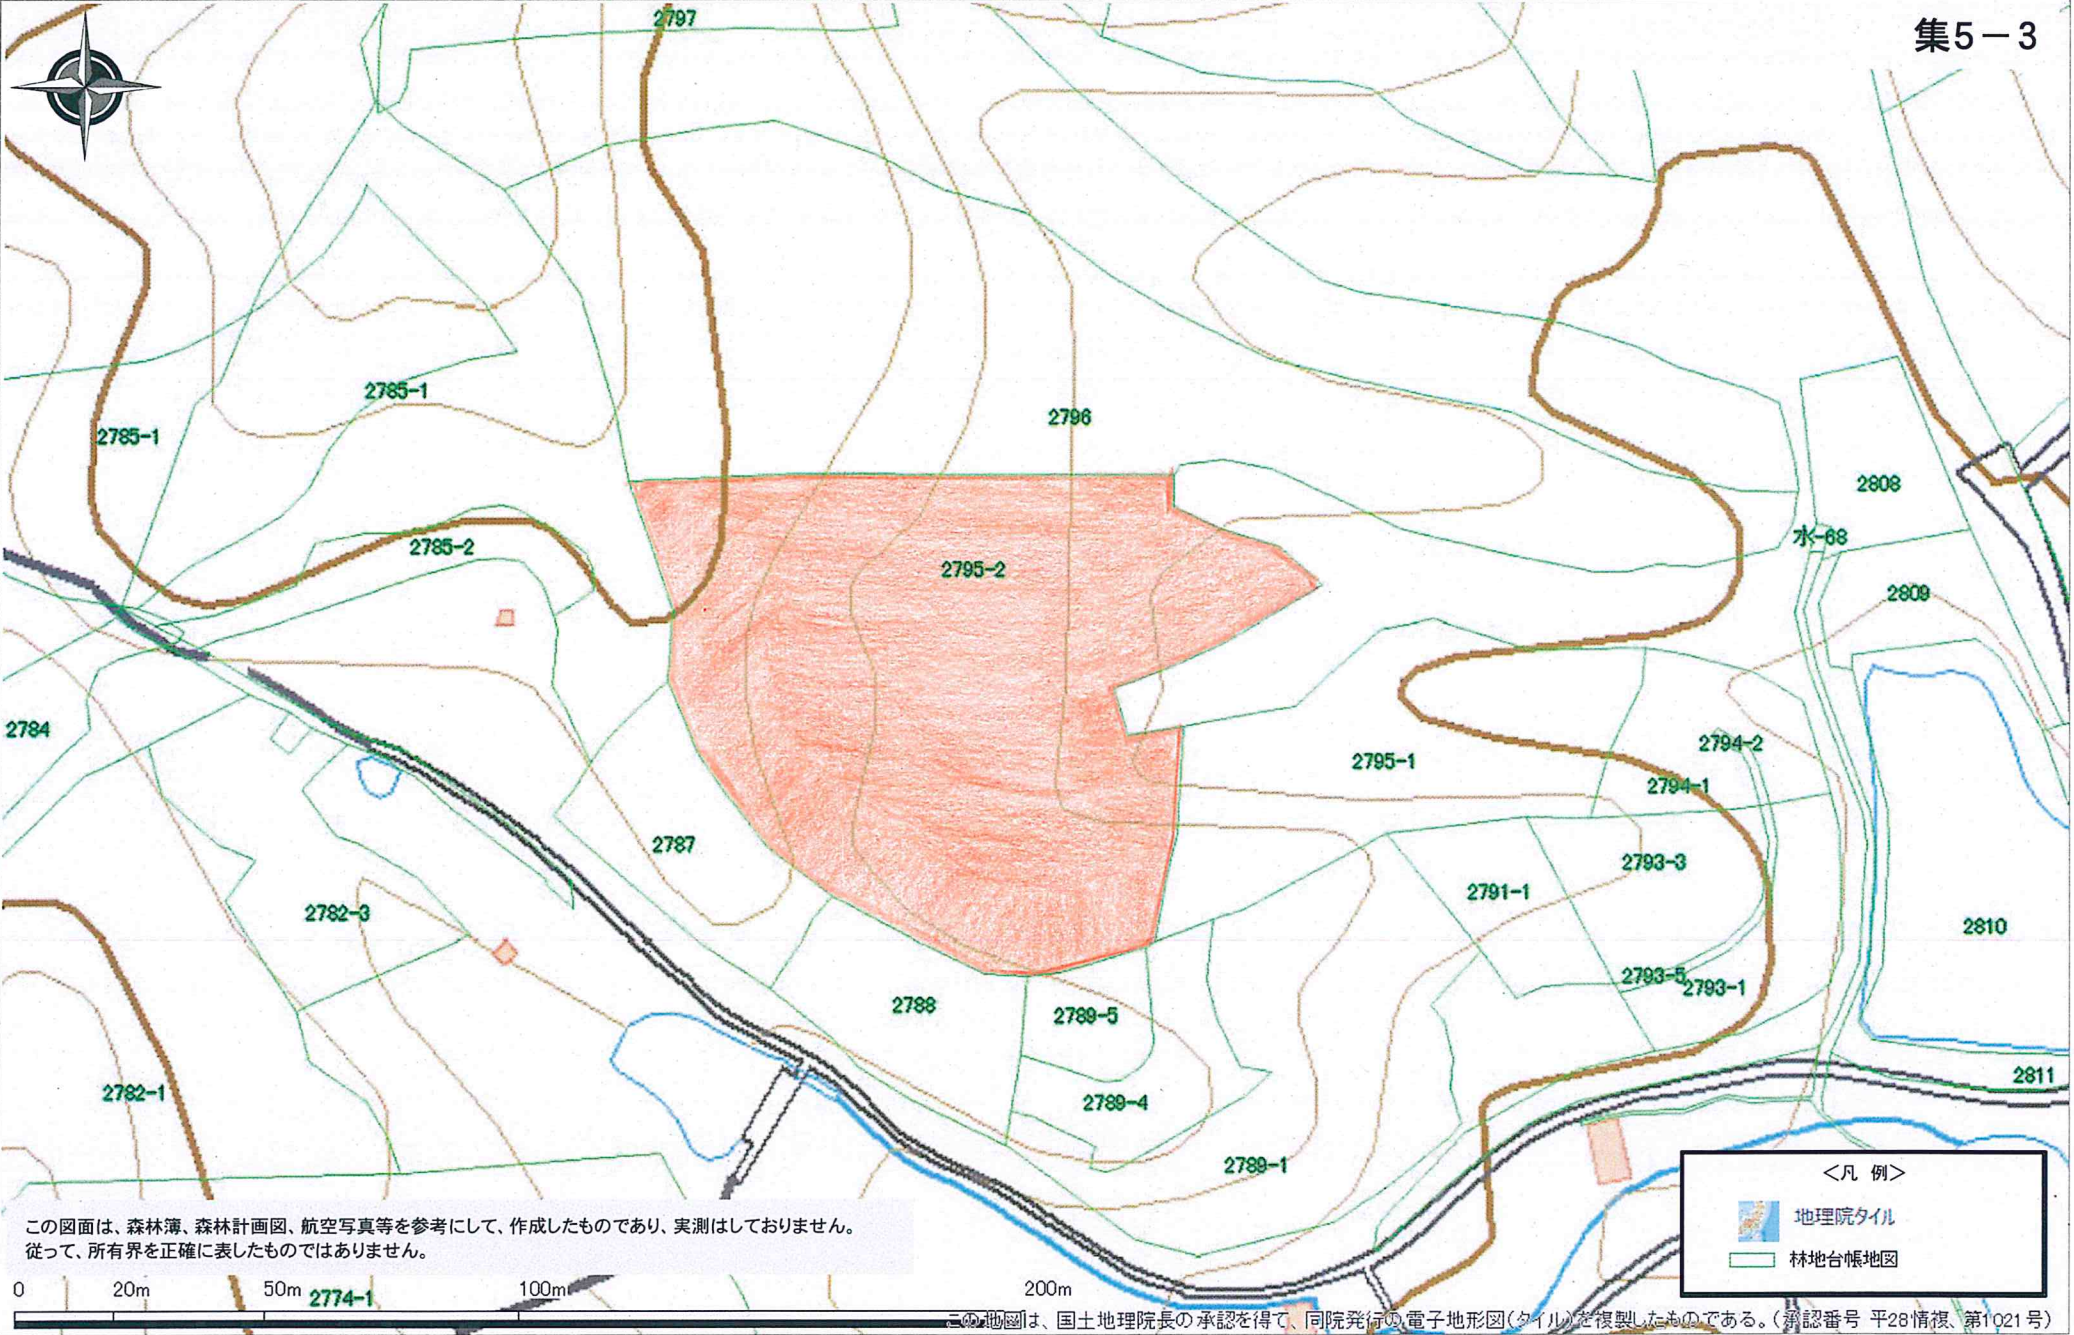 集5－3
2797
2785-1
2785-1
2796
2808
水-68
2785-2
2795-2
2809
2784
2794-2
2795-1
2794-1
2787
2793-3
2791-1
2782-3
2810
2793-5
2793-1
2788
2789-5
2811
2782-1
2789-4
2789-1
＜凡 例＞
地理院タイル
林地台帳地図
この図面は、森林簿、森林計画図、航空写真等を参考にして、作成したものであり、実測はしておりません。
従って、所有界を正確に表したものではありません。
0 20m 50m 100m 200m
2774-1
この地図は、国土地理院長の承認を得て、同院発行の電子地形図(タイル)を複製したものである。（承認番号 平28情複、第1021号）